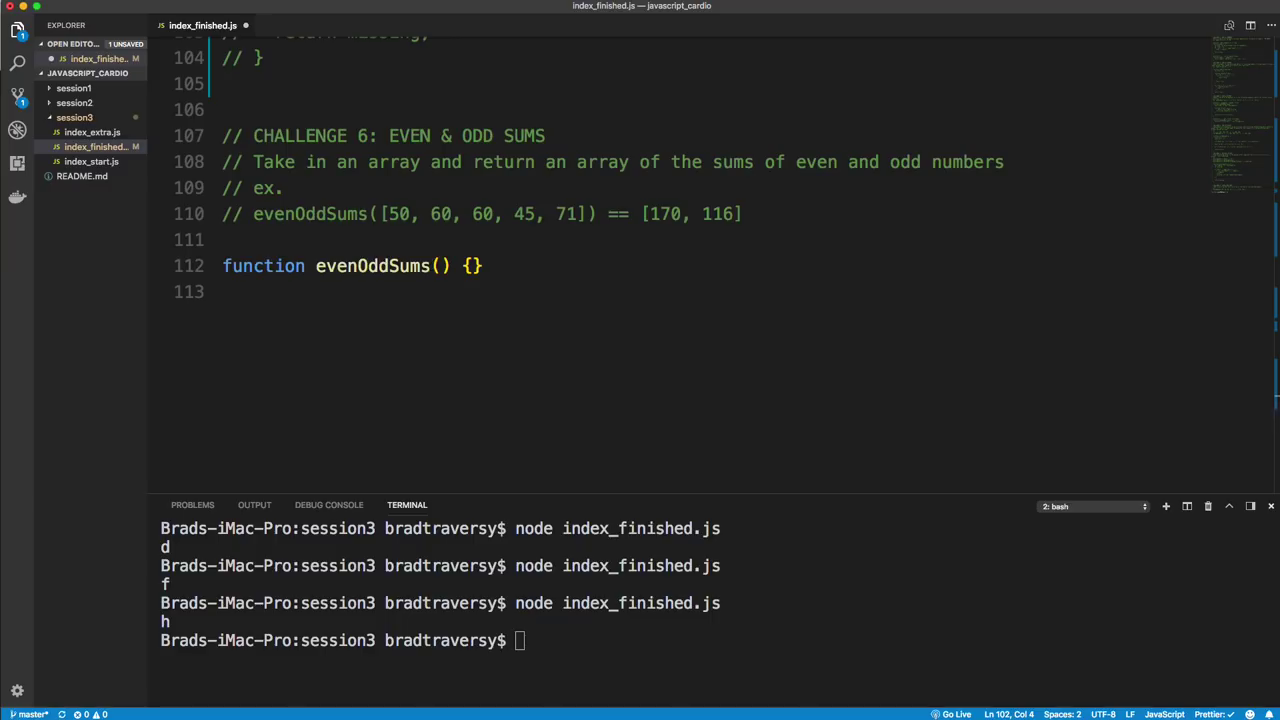 index_finished.js — javascript_cardio
EXPLORER
index_finished.js
OPEN EDITO... 1 UNSAVED
index_finishe... M
JAVASCRIPT_CARDIO
session1
session2
session3
index_extra.js
index_finished... M
index_start.js
README.md
104 // }
105
106
107 // CHALLENGE 6: EVEN & ODD SUMS
108 // Take in an array and return an array of the sums of even and odd numbers
109 // ex.
110 // evenOddSums([50, 60, 60, 45, 71]) == [170, 116]
111
112 function evenOddSums() {}
113
PROBLEMS OUTPUT DEBUG CONSOLE TERMINAL 2: bash
Brads-iMac-Pro:session3 bradtraversy$ node index_finished.js
d
Brads-iMac-Pro:session3 bradtraversy$ node index_finished.js
f
Brads-iMac-Pro:session3 bradtraversy$ node index_finished.js
h
Brads-iMac-Pro:session3 bradtraversy$
master* 0 0 Go Live Ln 102, Col 4 Spaces: 2 UTF-8 LF JavaScript Prettier: ✓